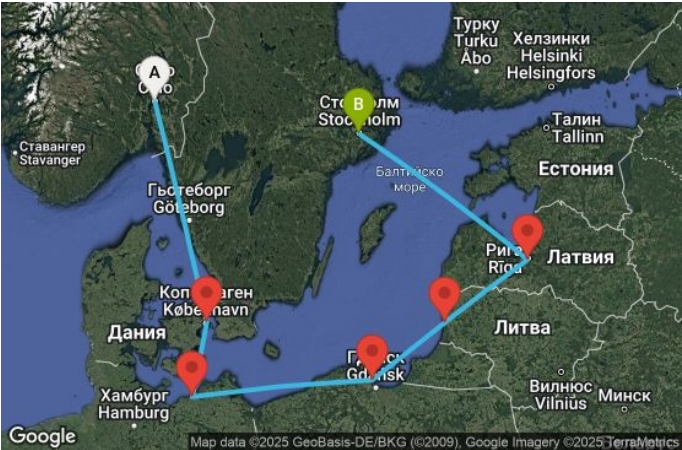 Турку
Turku
Åbo
Хелзинки
Helsinki
Helsingfors
A
Oslo
B
Стокхолм
Stockholm
Талин
Tallinn
Ставангер
Stavanger
Балтийско
море
Естония
Гьотеборг
Göteborg
Рига
Rīga
ЛАТВИЯ
Копенхаген
København
Дания
Литва
Гданск
Gdańsk
Хамбург
Hamburg
Вилнюс
Vilnius
Минск
Google
Map data ©2025 GeoBasis-DE/BKG (©2009), Google Imagery ©2025 TerraMetrics